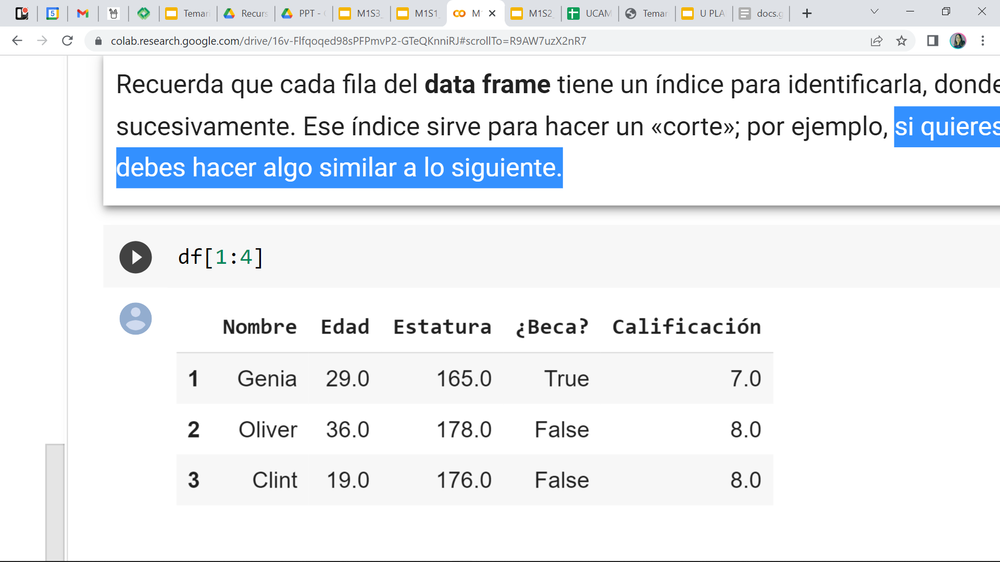 5
Temari
Recurs
PPT - 
M1S3_
M1S1_
M
M1S2_
UCAM
Temar
U PLA
docs.g
colab.research.google.com/drive/16v-Flfqoqed98sPFPmvP2-GTeQKnniRJ#scrollTo=R9AW7uzX2nR7
Recuerda que cada fila del data frame tiene un índice para identificarla, donde
sucesivamente. Ese índice sirve para hacer un «corte»; por ejemplo, si quieres
debes hacer algo similar a lo siguiente.
df[1:4]
Nombre Edad Estatura ¿Beca? Calificación
1 Genia 29.0 165.0 True 7.0
2 Oliver 36.0 178.0 False 8.0
3 Clint 19.0 176.0 False 8.0